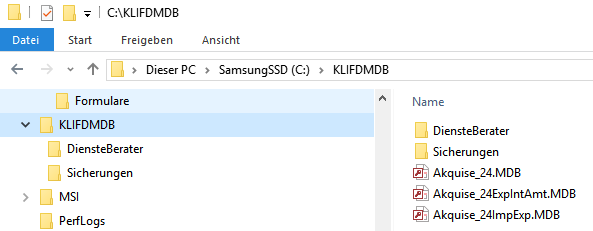 C:\KLIFDMDB
Datei Start Freigeben Ansicht
Dieser PC SamsungSSD (C:) KLIFDMDB
Formulare
KLIFDMDB
DiensteBerater
Sicherungen
MSI
PerfLogs
Name
DiensteBerater
Sicherungen
Akquise_24.MDB
Akquise_24ExpIntAmt.MDB
Akquise_24ImpExp.MDB